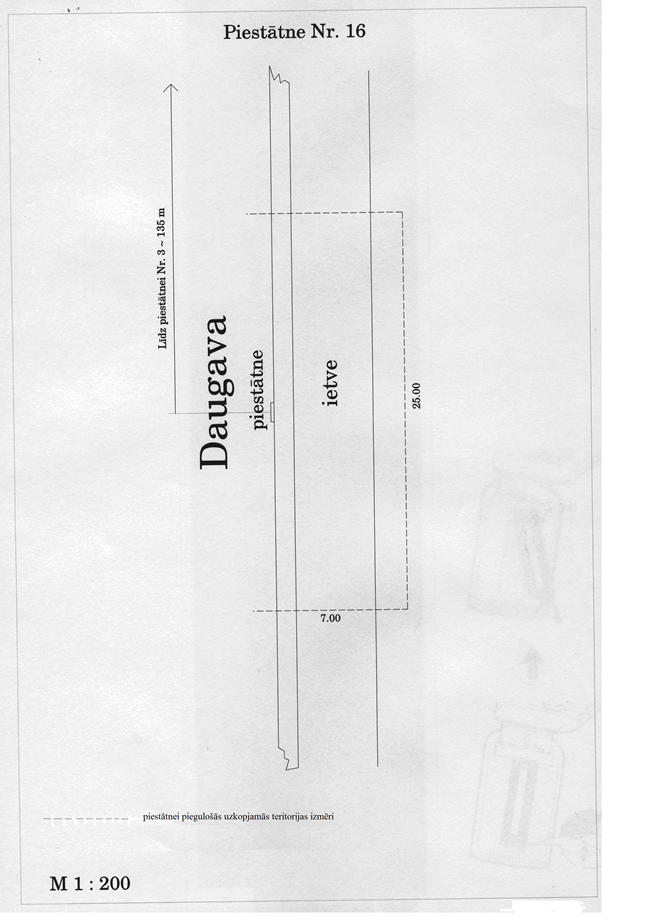 Piestātne Nr. 16
Līdz piestātnei Nr. 3 ~ 135 m
Daugava
piestātne
ietve
25.00
7.00
piestātnei piegulošās uzkopjamās teritorijas izmēri
M 1 : 200